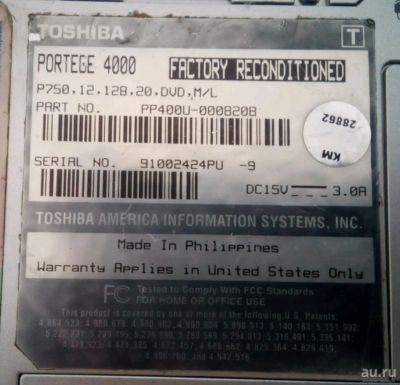 TOSHIBA
T
PORTEGE 4000 FACTORY RECONDITIONED
P750,12,128,20,DVD,M/L
PART NO. PP400U-000820B
28862
KM
SERIAL NO. 91002424PU -9
DC15V 3.0A
TOSHIBA AMERICA INFORMATION SYSTEMS, INC.
Made In Philippines
Warranty Applies in United States Only
FC Tested to Comply With FCC Standards
FOR HOME OR OFFICE USE
This product is covered by one or more of the following U.S. Patents:
au.ru